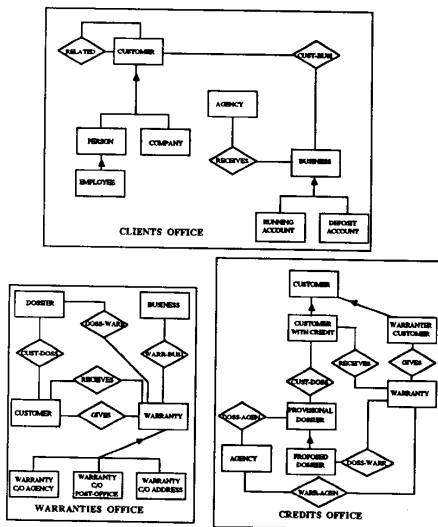 RELATED
CUSTOMER
CUST-BUSI
AGENCY
PERSON
COMPANY
RECEIVES
BUSINESS
EMPLOYEE
RUNNING
ACCOUNT
DEPOSIT
ACCOUNT
CLIENTS OFFICE
DOSSIER
BUSINESS
DOSS-WARR
CUST-DOSS
WARR-BUSI
RECEIVES
CUSTOMER
GIVES
WARRANTY
WARRANTY
C/O AGENCY
WARRANTY
C/O
POST-OFFICE
WARRANTY
C/O ADDRESS
WARRANTIES OFFICE
CUSTOMER
CUSTOMER
WITH CREDIT
WARRANTER
CUSTOMER
RECEIVES
GIVES
CUST-DOSS
WARRANTY
DOSS-AGEN
PROVISIONAL
DOSSIER
AGENCY
PROPOSED
DOSSIER
DOSS-WARR
WARR-AGEN
CREDITS OFFICE